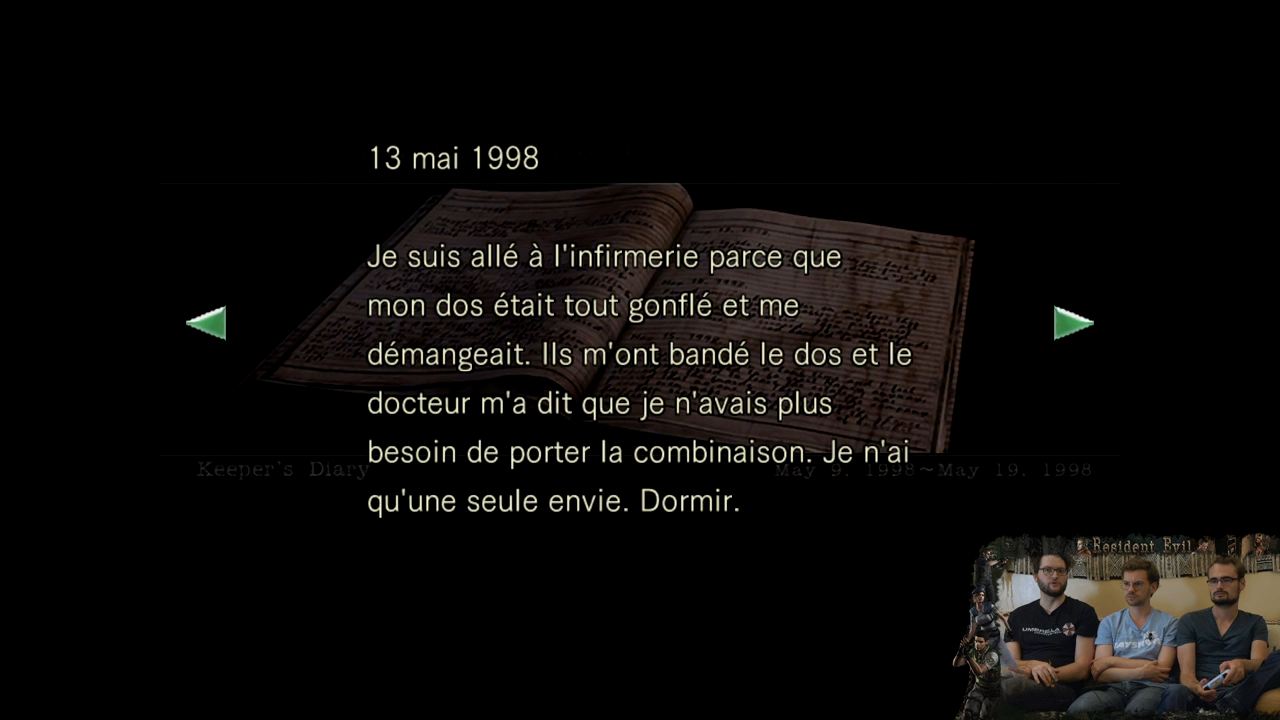 13 mai 1998
Je suis allé à l'infirmerie parce que
mon dos était tout gonflé et me
démangeait. Ils m'ont bandé le dos et le
docteur m'a dit que je n'avais plus
besoin de porter la combinaison. Je n'ai
qu'une seule envie. Dormir.
Keeper's Diary
May 9, 1998~May 19, 1998
Resident Evil
UMBRELLA